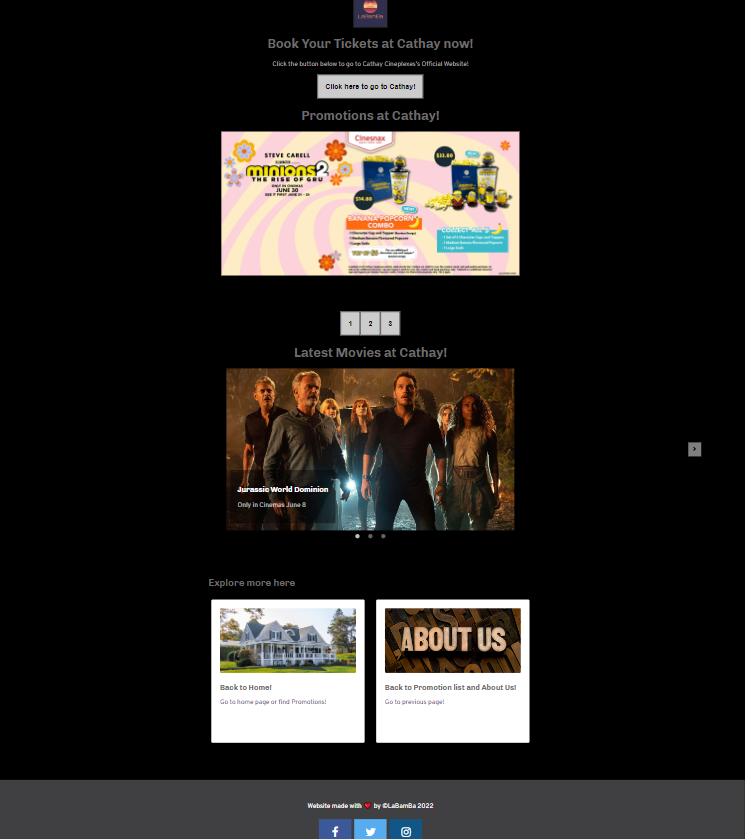 LaBamBa
Book Your Tickets at Cathay now!
Click the button below to go to Cathay Cineplexes's Official Website!
Click here to go to Cathay!
Promotions at Cathay!
Cinesnax
STEVE CARELL
minions2
THE RISE OF GRU
ONLY IN CINEMAS
JUNE 30
$14.80
$33.80
BANANA POPCORN
COMBO
COLLECT 'ALL
1 2 3
Latest Movies at Cathay!
Jurassic World Dominion
Only in Cinemas June 8
Explore more here
ABOUT US
Back to Home!
Go to home page or find Promotions!
Back to Promotion list and About Us!
Go to previous page!
Website made with ❤ by ©LaBamBa 2022